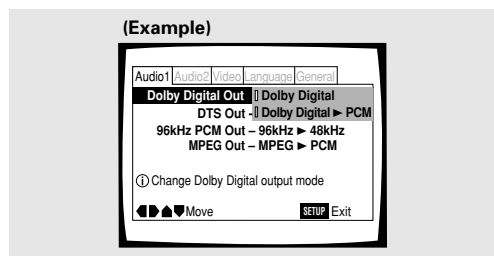 (Example)
Audio1 Audio2 Video Language General
Dolby Digital Out ▯ Dolby Digital
DTS Out - ▯ Dolby Digital ► PCM
96kHz PCM Out – 96kHz ► 48kHz
MPEG Out – MPEG ► PCM
ⓘ Change Dolby Digital output mode
Move SETUP Exit